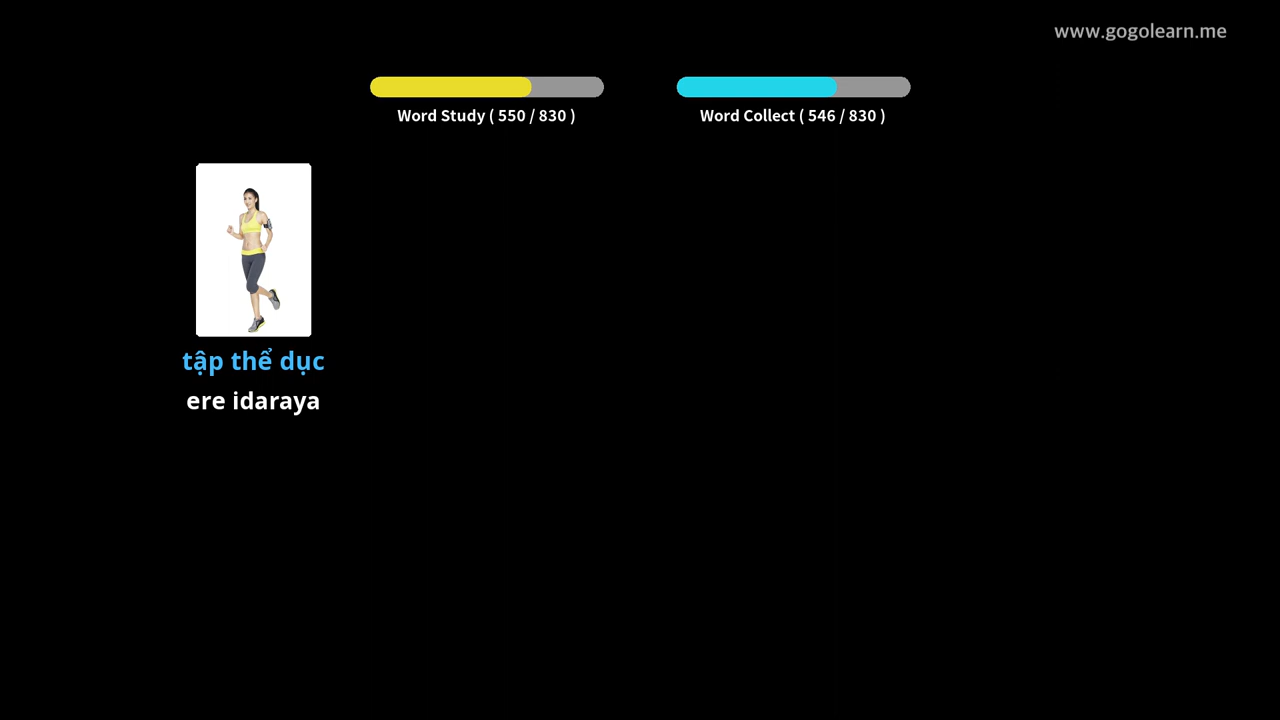 www.gogolearn.me
Word Study ( 550 / 830 )
Word Collect ( 546 / 830 )
tập thể dục
ere idaraya